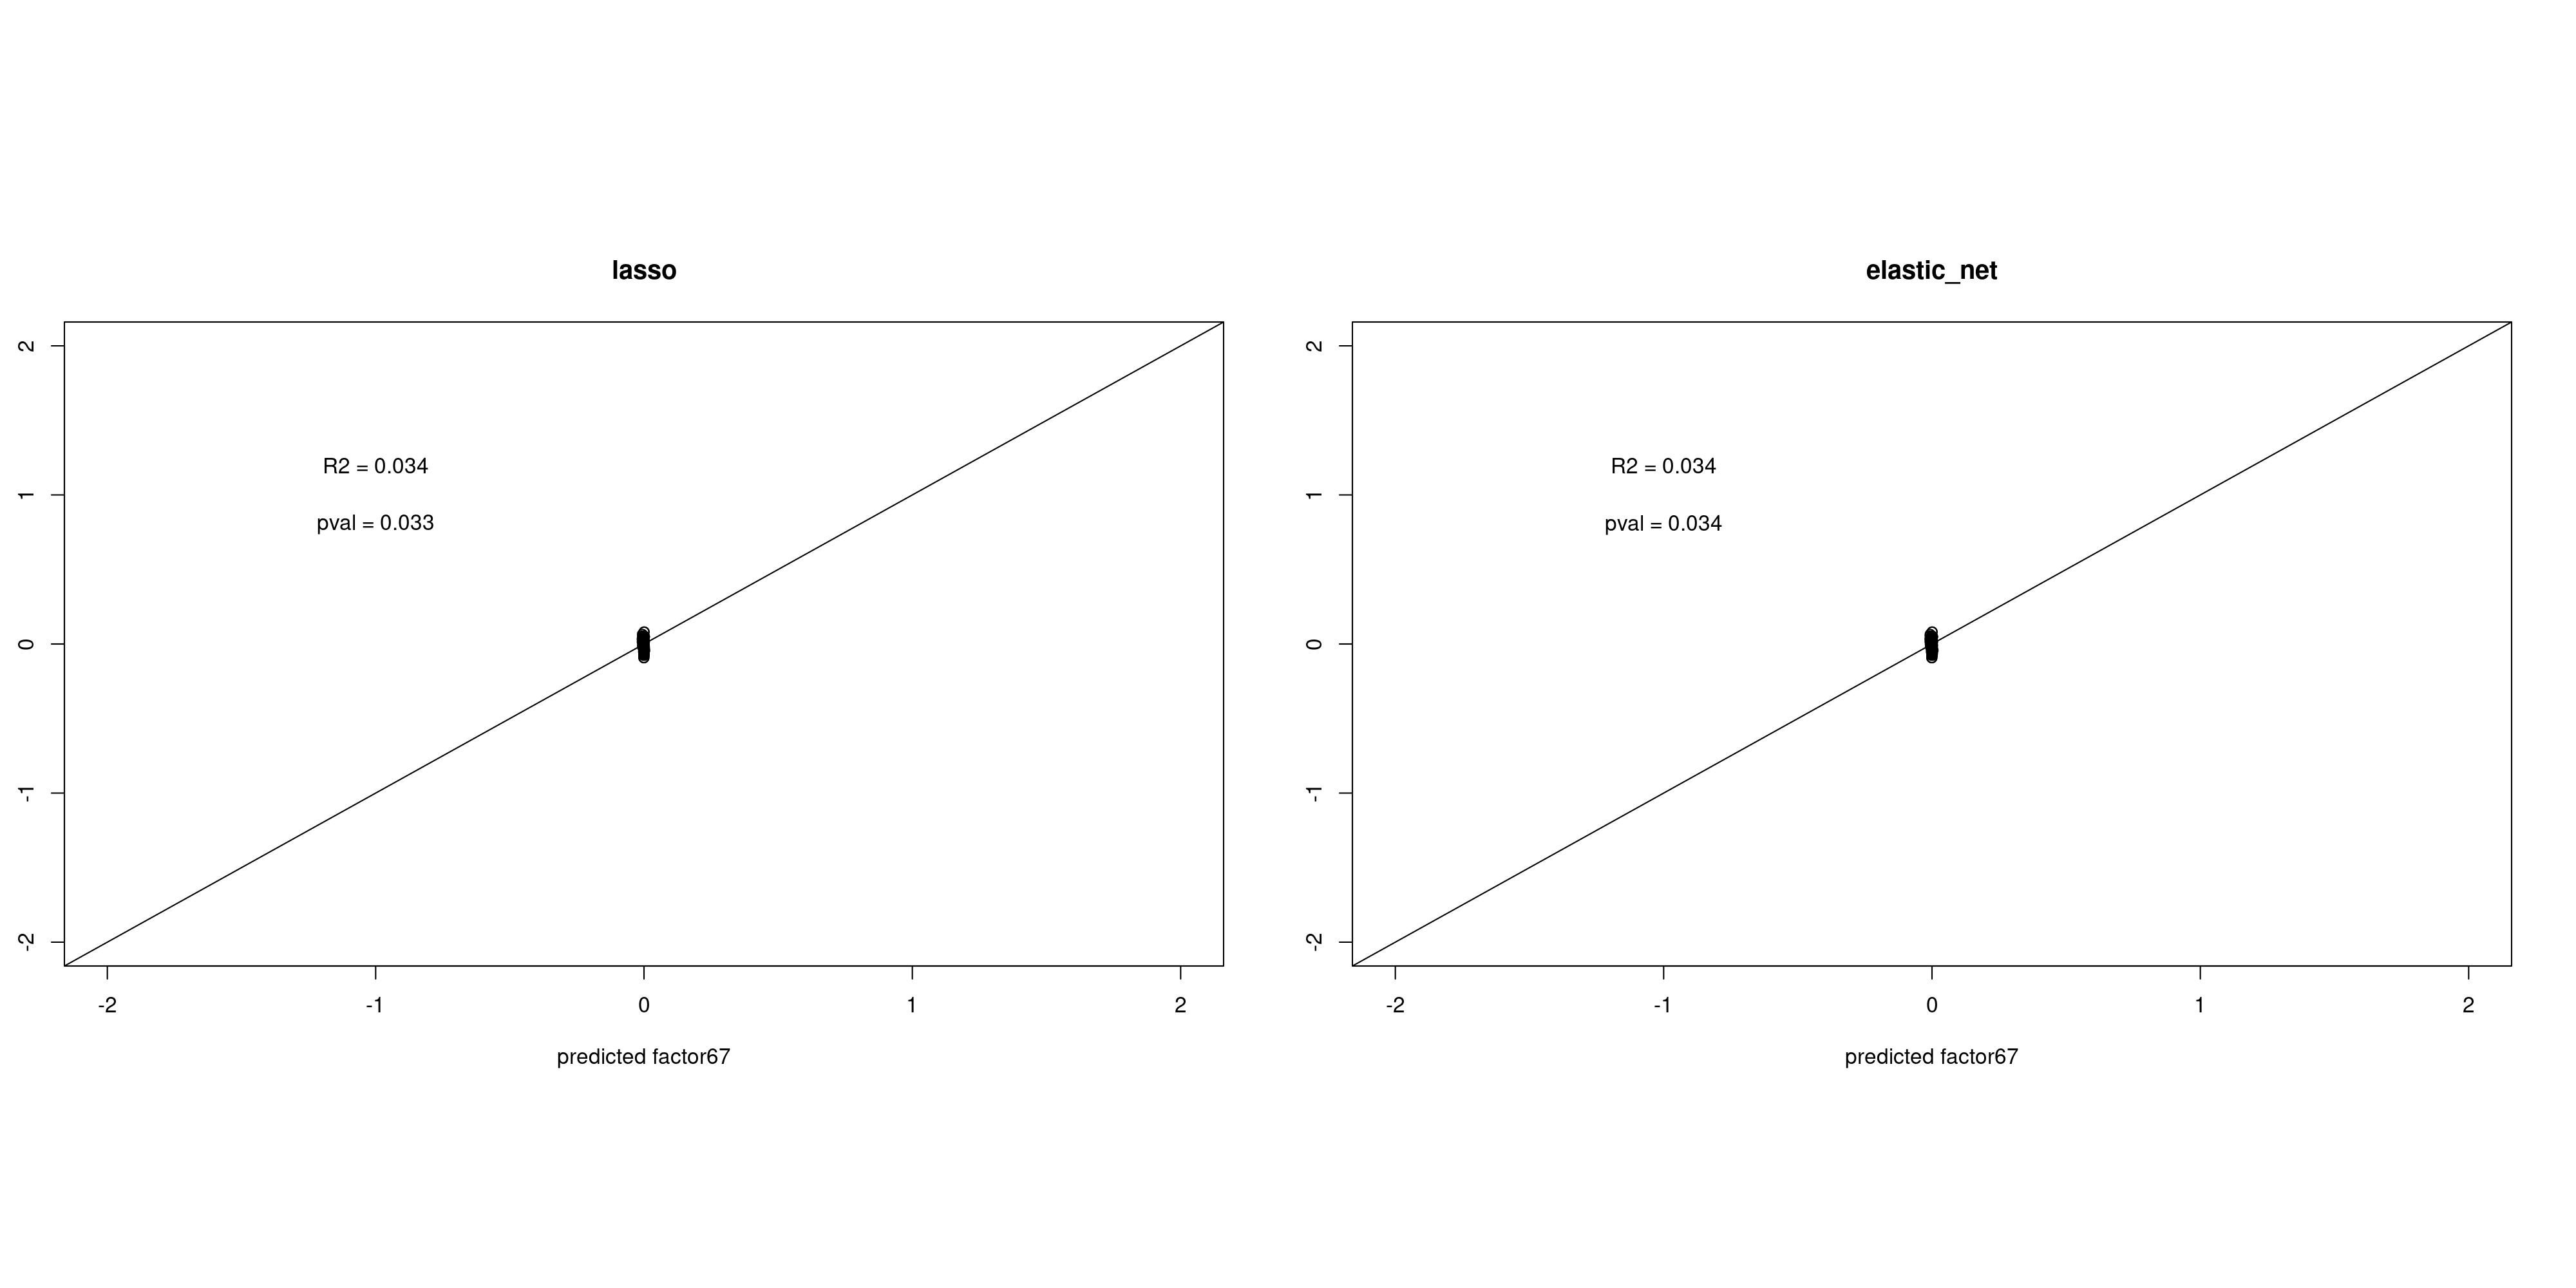 lasso
R2 = 0.034
pval = 0.033
2
1
0
-1
-2
-2 -1 0 1 2
predicted factor67
elastic_net
R2 = 0.034
pval = 0.034
2
1
0
-1
-2
-2 -1 0 1 2
predicted factor67